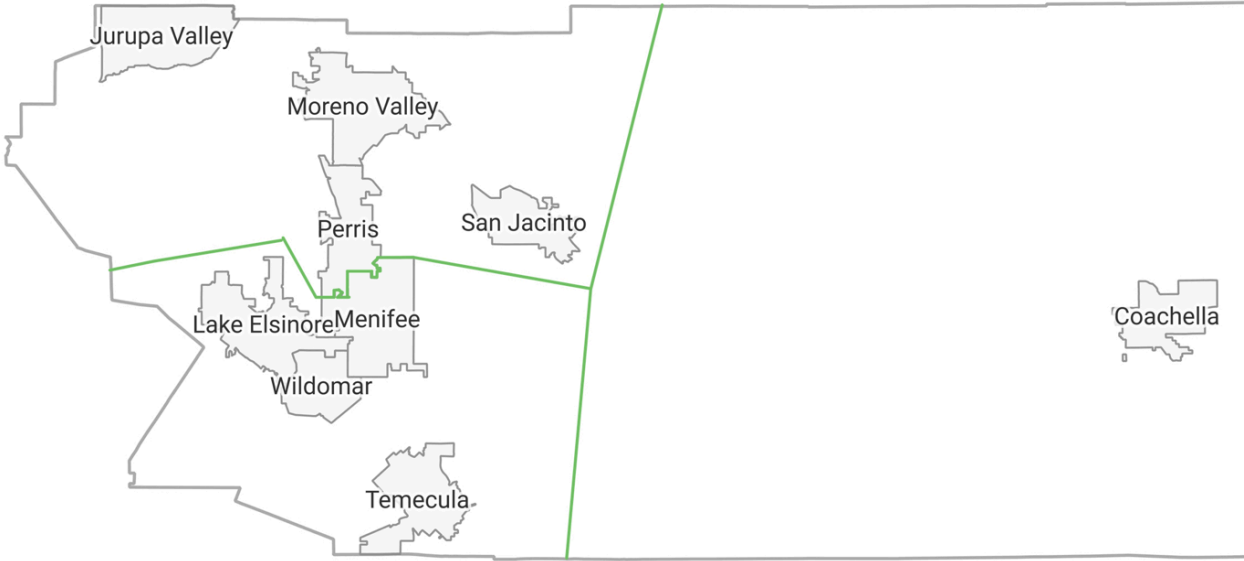 Jurupa Valley
Moreno Valley
Perris
San Jacinto
Lake Elsinore
Menifee
Coachella
Wildomar
Temecula